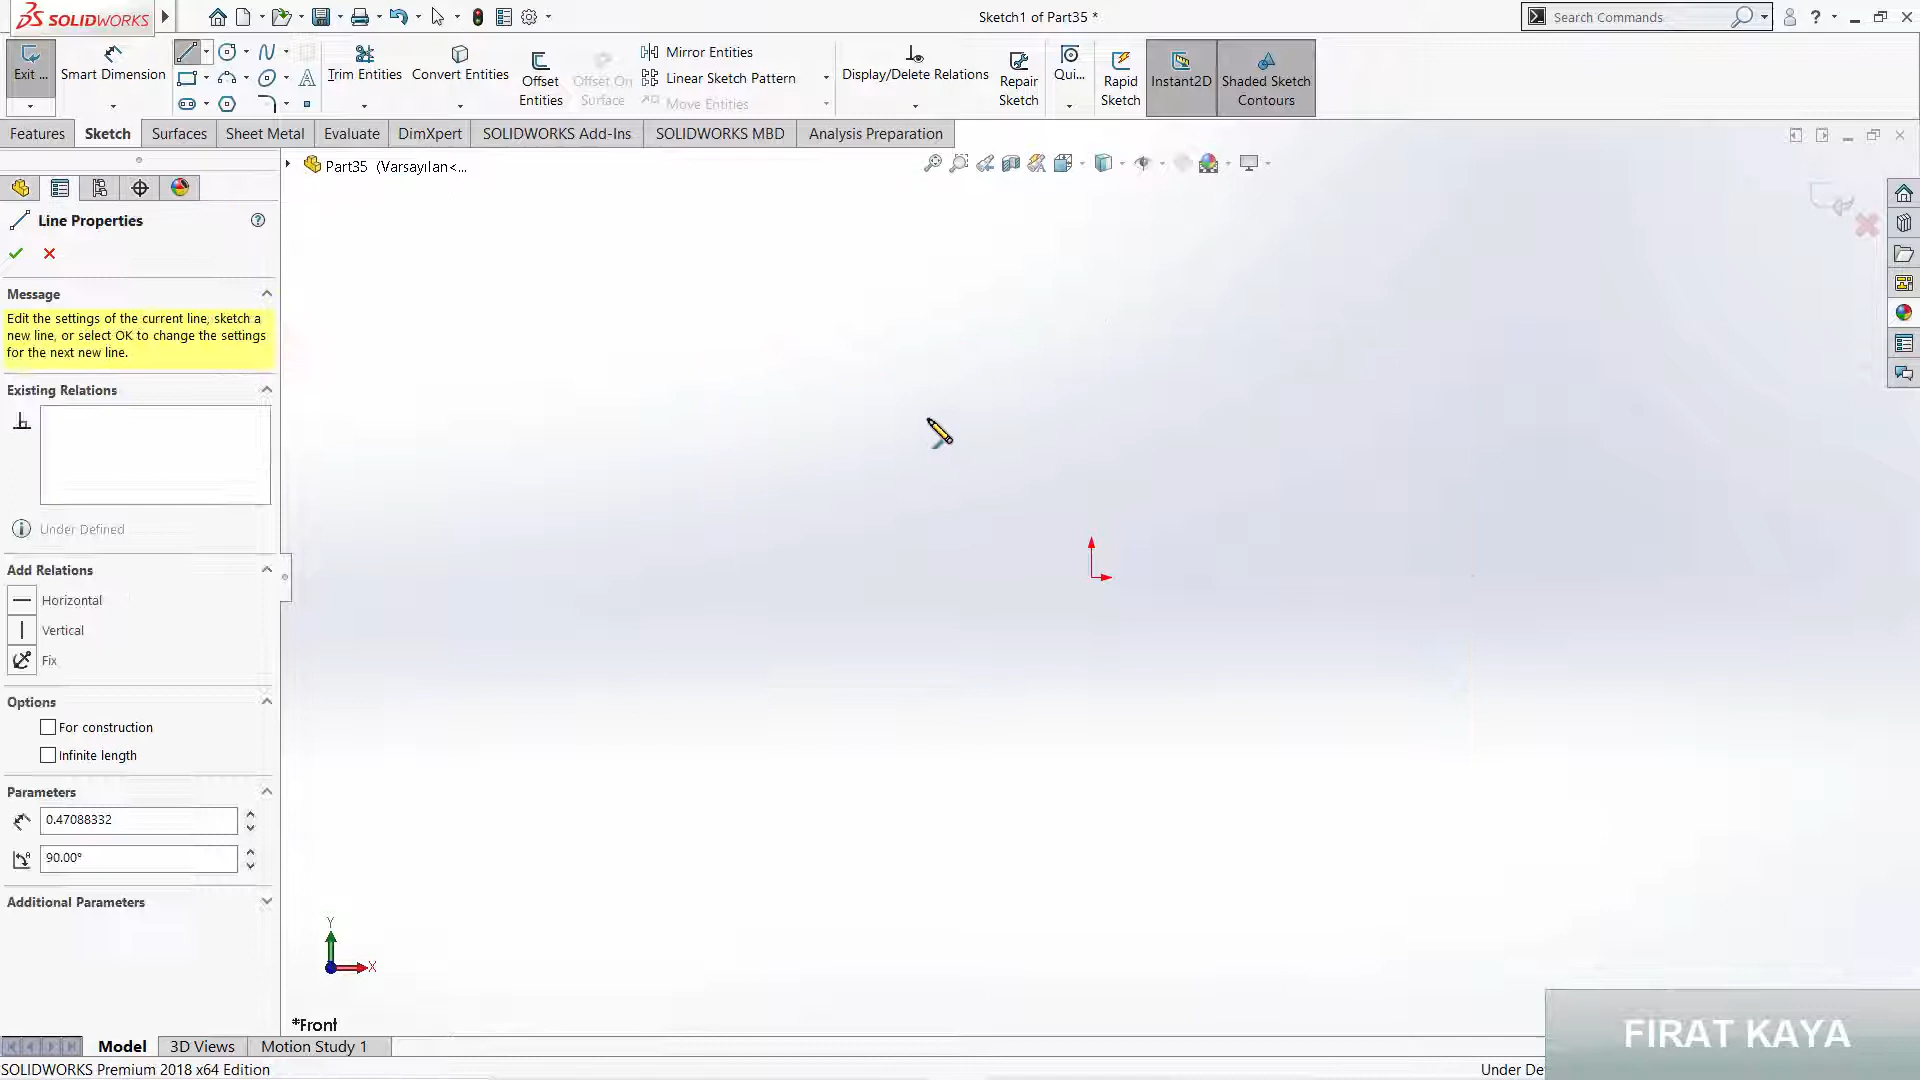 SOLIDWORKS
Sketch1 of Part35 *
Search Commands
?
Exit ...
Smart Dimension
Trim Entities
Convert Entities
Offset
Entities
Offset On
Surface
Mirror Entities
Linear Sketch Pattern
Move Entities
Display/Delete Relations
Repair
Sketch
Qui...
Rapid
Sketch
Instant2D
Shaded Sketch
Contours
Features
Sketch
Surfaces
Sheet Metal
Evaluate
DimXpert
SOLIDWORKS Add-Ins
SOLIDWORKS MBD
Analysis Preparation
Part35 (Varsayılan<...
Line Properties
Message
Edit the settings of the current line, sketch a
new line, or select OK to change the settings
for the next new line.
Existing Relations
Under Defined
Add Relations
Horizontal
Vertical
Fix
Options
For construction
Infinite length
Parameters
0.47088332
90.00°
Additional Parameters
Y
X
*Front
Model
3D Views
Motion Study 1
SOLIDWORKS Premium 2018 x64 Edition
Under De
FIRAT KAYA